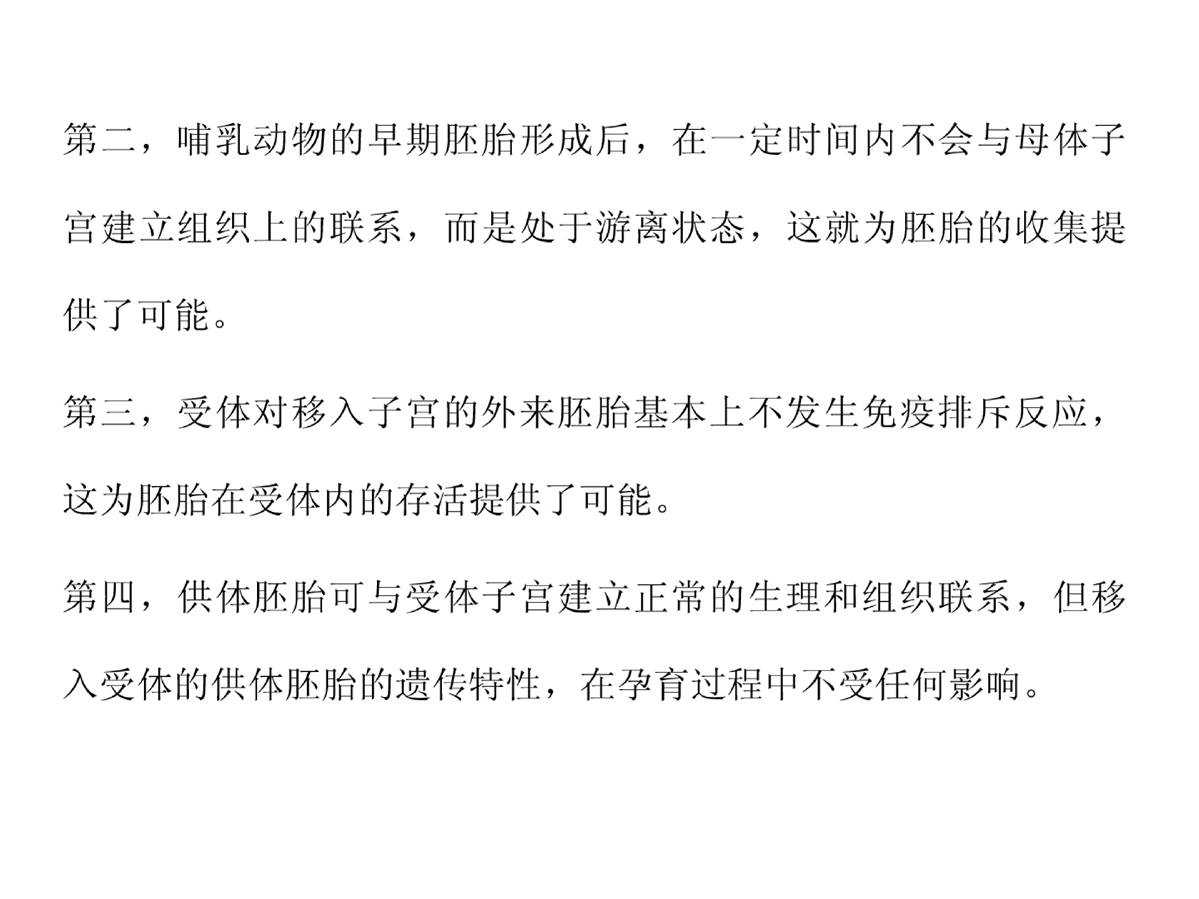 第二，哺乳动物的早期胚胎形成后，在一定时间内不会与母体子
宫建立组织上的联系，而是处于游离状态，这就为胚胎的收集提
供了可能。
第三，受体对移入子宫的外来胚胎基本上不发生免疫排斥反应，
这为胚胎在受体内的存活提供了可能。
第四，供体胚胎可与受体子宫建立正常的生理和组织联系，但移
入受体的供体胚胎的遗传特性，在孕育过程中不受任何影响。